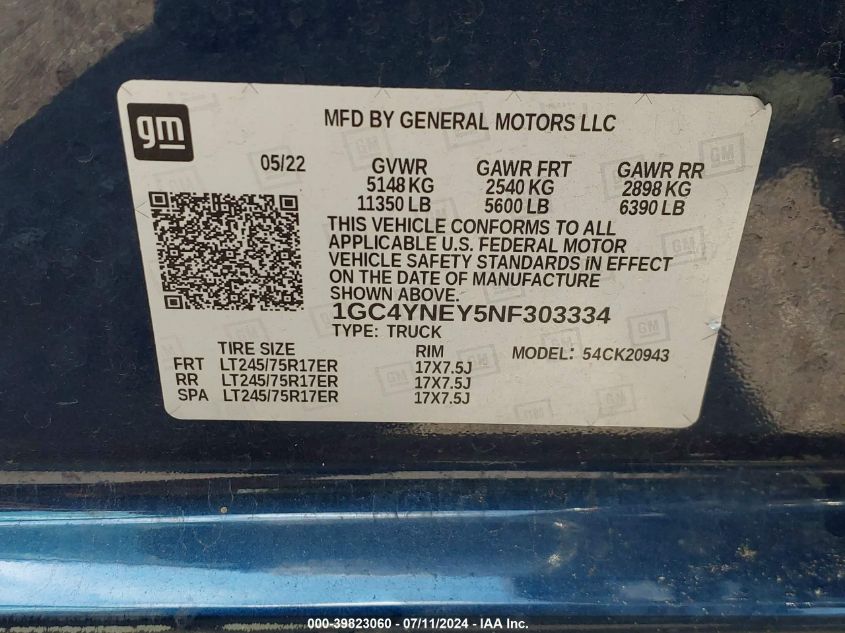 gm
MFD BY GENERAL MOTORS LLC
05/22 GVWR GAWR FRT GAWR RR
5148 KG 2540 KG 2898 KG
11350 LB 5600 LB 6390 LB
THIS VEHICLE CONFORMS TO ALL
APPLICABLE U.S. FEDERAL MOTOR
VEHICLE SAFETY STANDARDS IN EFFECT
ON THE DATE OF MANUFACTURE
SHOWN ABOVE.
1GC4YNEY5NF303334
TYPE: TRUCK
TIRE SIZE RIM MODEL: 54CK20943
FRT LT245/75R17ER 17X7.5J
RR LT245/75R17ER 17X7.5J
SPA LT245/75R17ER 17X7.5J
000-39823060 - 07/11/2024 - IAA Inc.